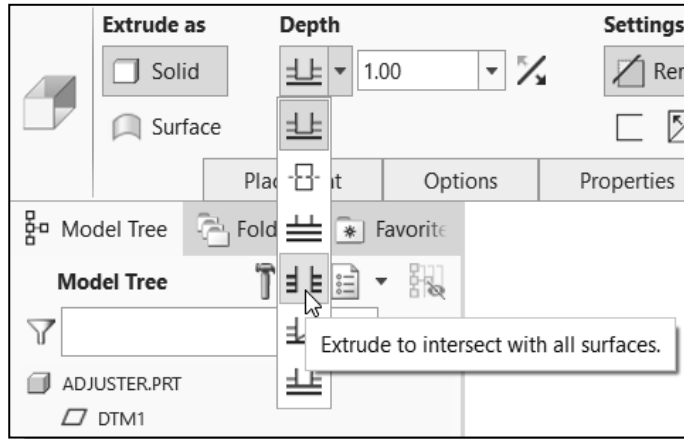 Extrude as Depth Settings
Solid 1.00
Surface
Options Properties
Model Tree
Model Tree
Extrude to intersect with all surfaces.
ADJUSTER.PRT
DTM1